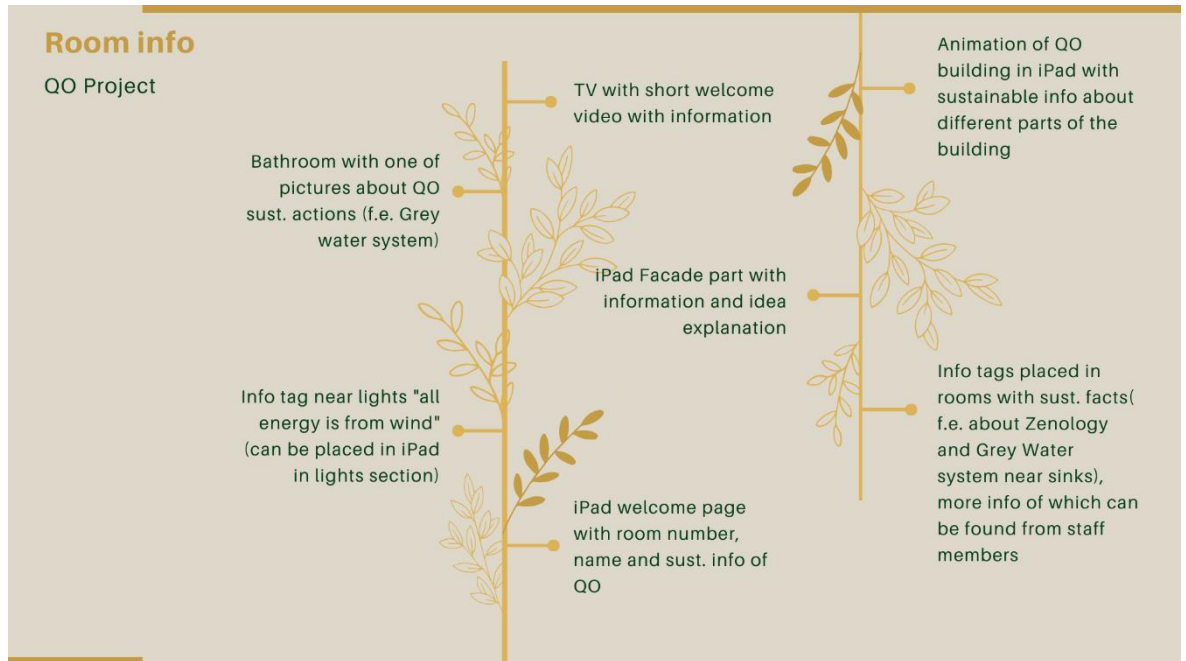 Room info
QO Project
TV with short welcome
video with information
Bathroom with one of
pictures about QO
sust. actions (f.e. Grey
water system)
Info tag near lights "all
energy is from wind"
(can be placed in iPad
in lights section)
iPad welcome page
with room number,
name and sust. info of
QO
Animation of QO
building in iPad with
sustainable info about
different parts of the
building
iPad Facade part with
information and idea
explanation
Info tags placed in
rooms with sust. facts(
f.e. about Zenology
and Grey Water
system near sinks),
more info of which can
be found from staff
members